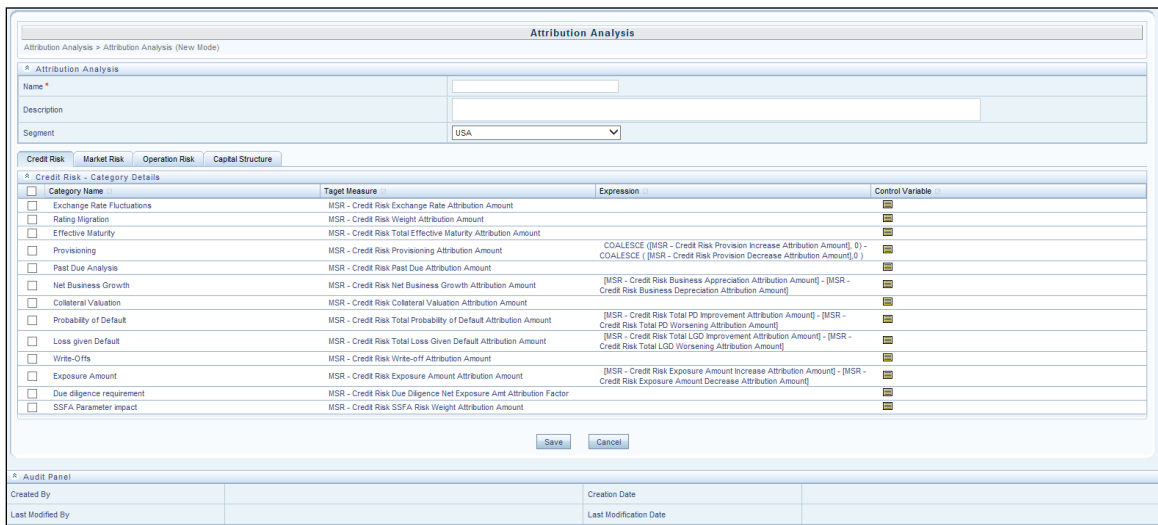 Attribution Analysis
Attribution Analysis > Attribution Analysis (New Mode)
Attribution Analysis
Name *
Description
Segment USA
Credit Risk Market Risk Operation Risk Capital Structure
Credit Risk - Category Details
Category Name Taget Measure Expression Control Variable
Exchange Rate Fluctuations MSR - Credit Risk Exchange Rate Attribution Amount
Rating Migration MSR - Credit Risk Weight Attribution Amount
Effective Maturity MSR - Credit Risk Total Effective Maturity Attribution Amount
Provisioning MSR - Credit Risk Provisioning Attribution Amount COALESCE ([MSR - Credit Risk Provision Increase Attribution Amount], 0) -
COALESCE ( [MSR - Credit Risk Provision Decrease Attribution Amount],0 )
Past Due Analysis MSR - Credit Risk Past Due Attribution Amount
Net Business Growth MSR - Credit Risk Net Business Growth Attribution Amount [MSR - Credit Risk Business Appreciation Attribution Amount] - [MSR -
Credit Risk Business Depreciation Attribution Amount]
Collateral Valuation MSR - Credit Risk Collateral Valuation Attribution Amount
Probability of Default MSR - Credit Risk Total Probability of Default Attribution Amount [MSR - Credit Risk Total PD Improvement Attribution Amount] - [MSR -
Credit Risk Total PD Worsening Attribution Amount]
Loss given Default MSR - Credit Risk Total Loss Given Default Attribution Amount [MSR - Credit Risk Total LGD Improvement Attribution Amount] - [MSR -
Credit Risk Total LGD Worsening Attribution Amount]
Write-Offs MSR - Credit Risk Write-off Attribution Amount
Exposure Amount MSR - Credit Risk Exposure Amount Attribution Amount [MSR - Credit Risk Exposure Amount Increase Attribution Amount] - [MSR -
Credit Risk Exposure Amount Decrease Attribution Amount]
Due diligence requirement MSR - Credit Risk Due Diligence Net Exposure Amt Attribution Factor
SSFA Parameter impact MSR - Credit Risk SSFA Risk Weight Attribution Amount
Save Cancel
Audit Panel
Created By Creation Date
Last Modified By Last Modification Date